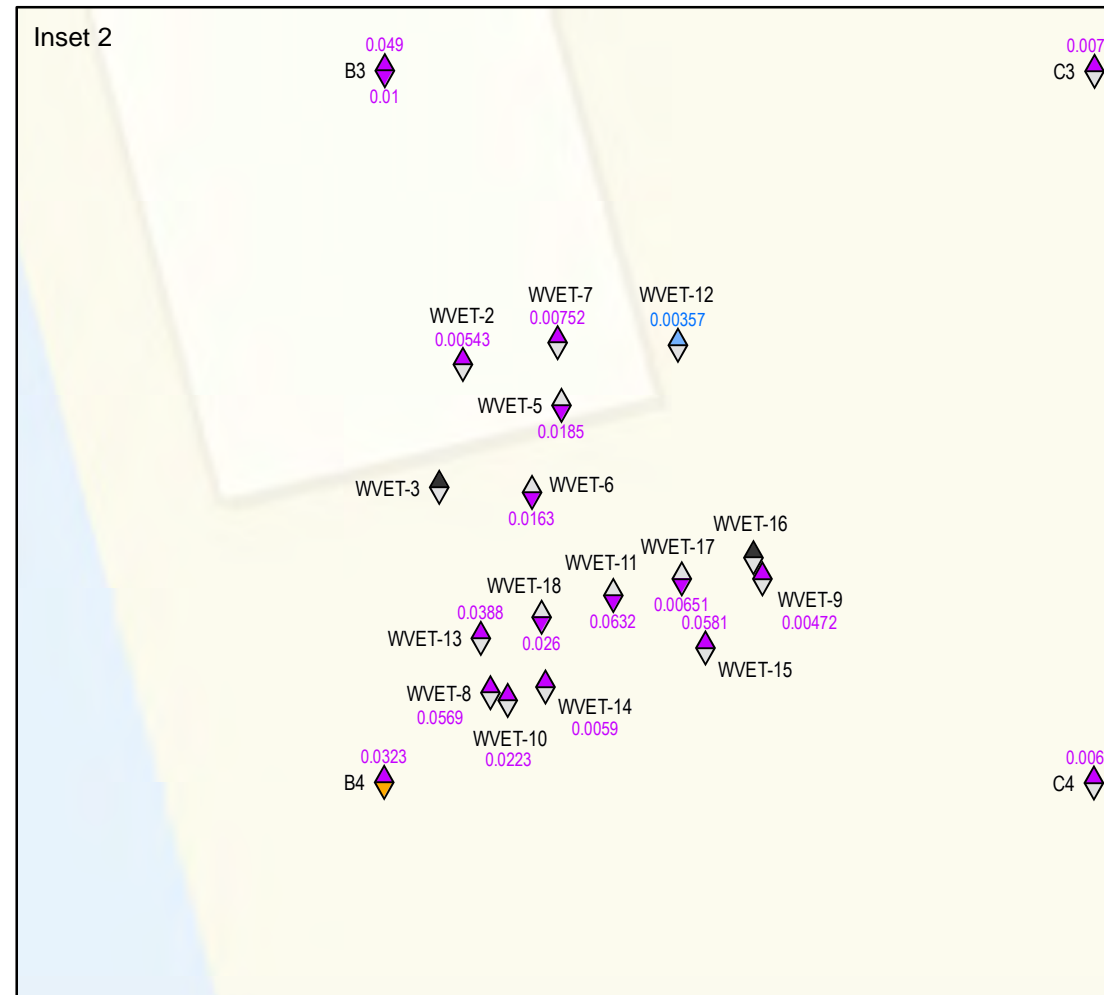 Inset 2
0.049
B3
0.01
0.007
C3
WVET-2
0.00543
WVET-7
0.00752
WVET-12
0.00357
WVET-5
0.0185
WVET-3
WVET-6
0.0163
WVET-16
WVET-17
0.00651
WVET-11
0.0632
WVET-18
0.026
WVET-9
0.00472
0.0388
WVET-13
0.0581
WVET-15
WVET-8
0.0569
WVET-10
0.0223
WVET-14
0.0059
0.0323
B4
0.006
C4